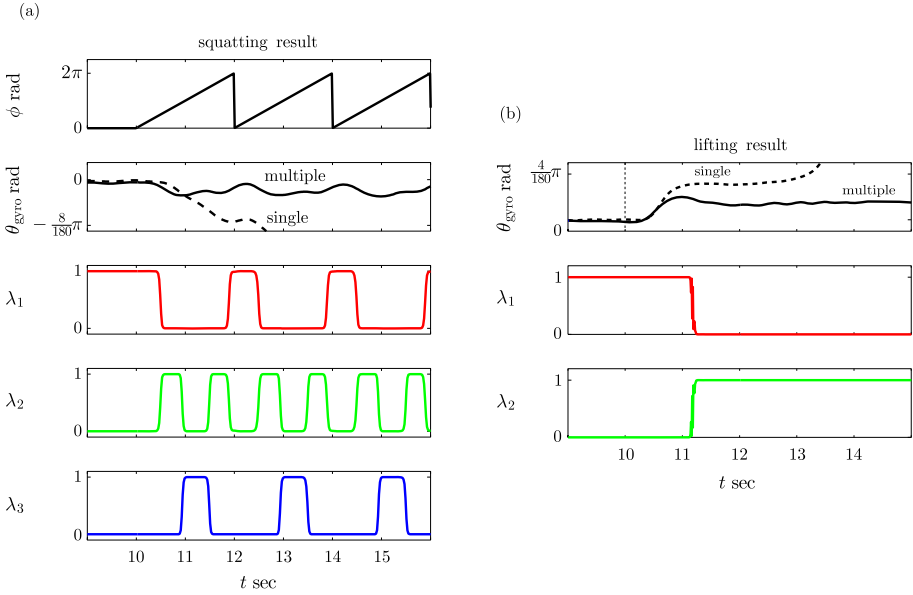 (a)
squatting result
ϕ rad
2π
0
θgyro rad
0
− 8/180 π
multiple
single
λ1
1
0
λ2
1
0
λ3
1
0
10 11 12 13 14 15
t sec
(b)
lifting result
θgyro rad
4/180 π
0
single
multiple
λ1
1
0
λ2
1
0
10 11 12 13 14
t sec